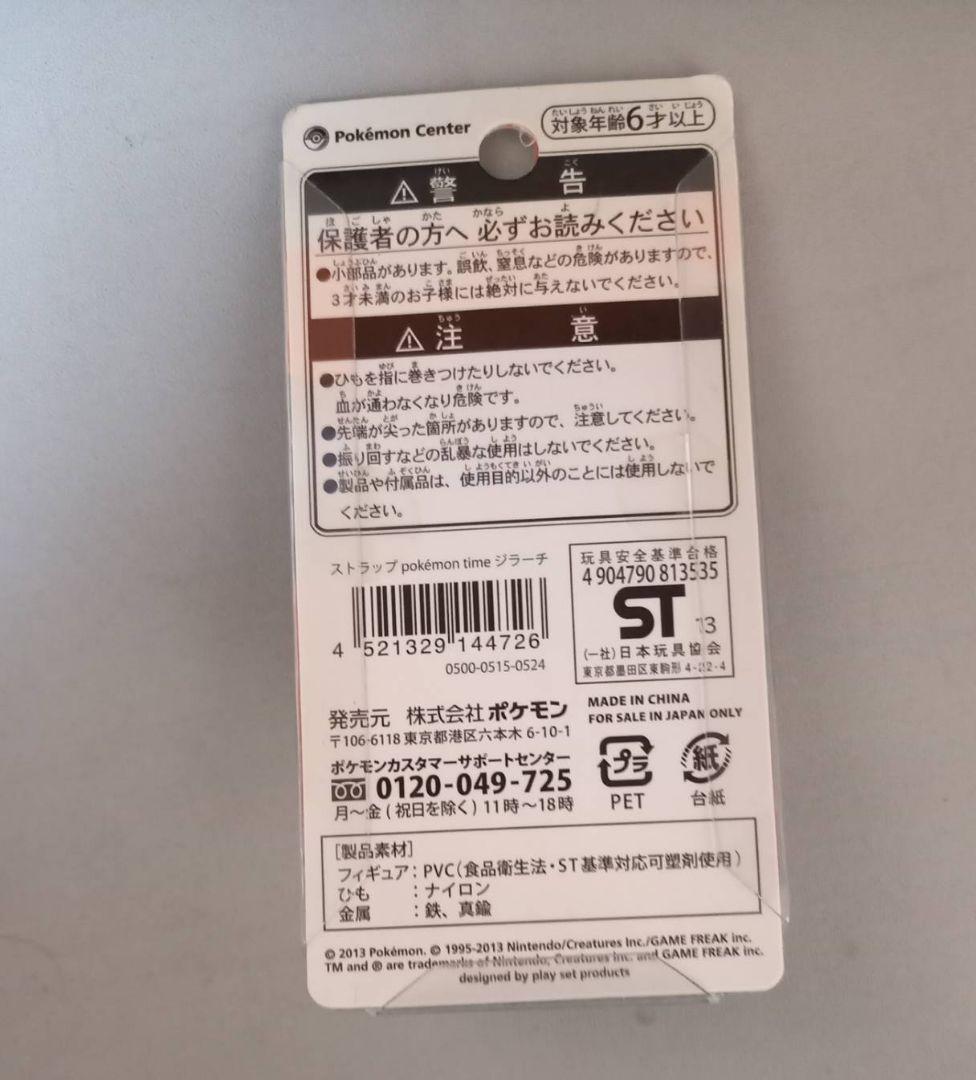 Pokémon Center
対象年齢6才以上
⚠警告
保護者の方へ 必ずお読みください
●小部品があります。誤飲、窒息などの危険がありますので、
3才未満のお子様には絶対に与えないでください。
⚠注意
●ひもを指に巻きつけたりしないでください。
血が通わなくなり危険です。
●先端が尖った箇所がありますので、注意してください。
●振り回すなどの乱暴な使用はしないでください。
●製品や付属品は、使用目的以外のことには使用しないで
ください。
ストラップ pokémon time ジラーチ
4 521329 144726
0500-0515-0524
玩具安全基準合格
4 904790 813535
ST 13
(一社)日本玩具協会
東京都墨田区東駒形 4-22-4
発売元 株式会社ポケモン
〒106-6118 東京都港区六本木 6-10-1
ポケモンカスタマーサポートセンター
0120-049-725
月～金 (祝日を除く) 11時～18時
MADE IN CHINA
FOR SALE IN JAPAN ONLY
プラ
PET
紙
台紙
[製品素材]
フィギュア：PVC(食品衛生法・ST基準対応可塑剤使用)
ひも ：ナイロン
金属 ：鉄、真鍮
© 2013 Pokémon. © 1995-2013 Nintendo/Creatures Inc./GAME FREAK inc.
TM and ® are trademarks of Nintendo, Creatures Inc. and GAME FREAK inc.
designed by play set products